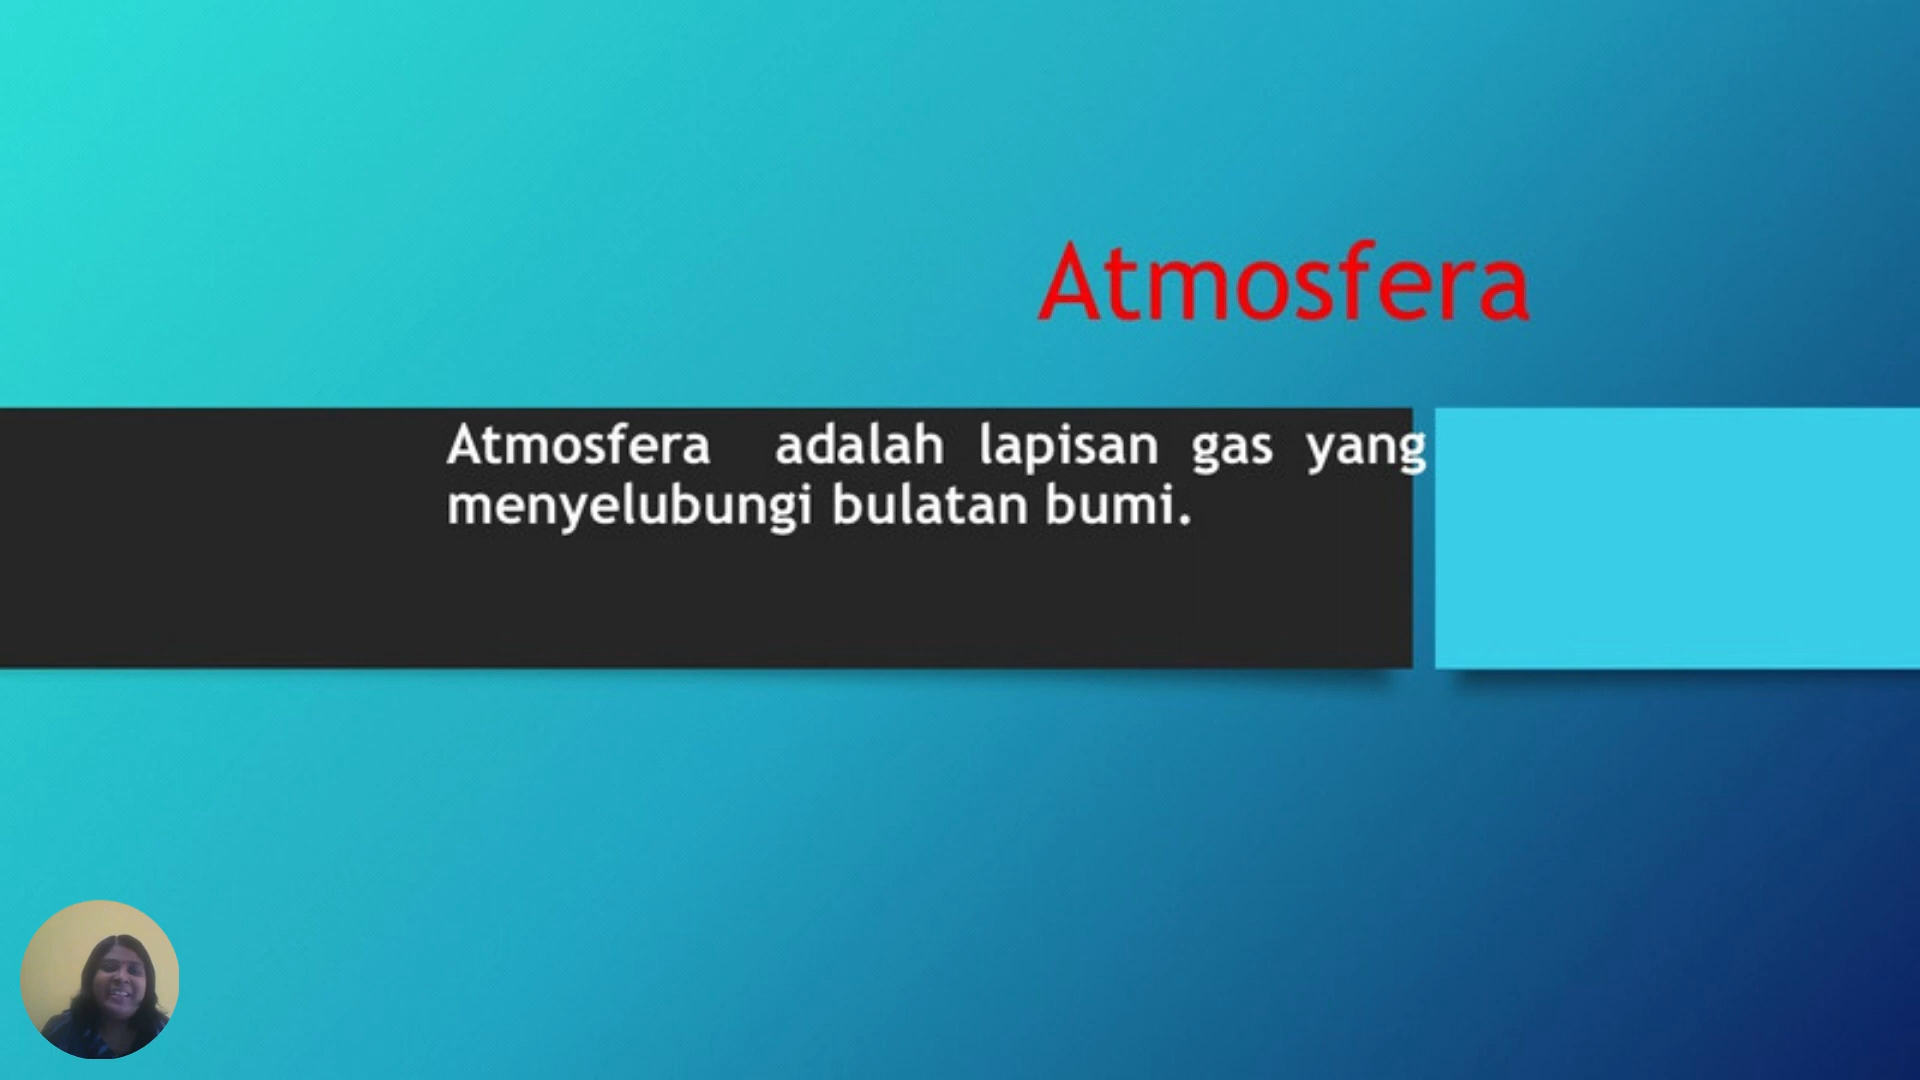 Atmosfera
Atmosfera adalah lapisan gas yang
menyelubungi bulatan bumi.